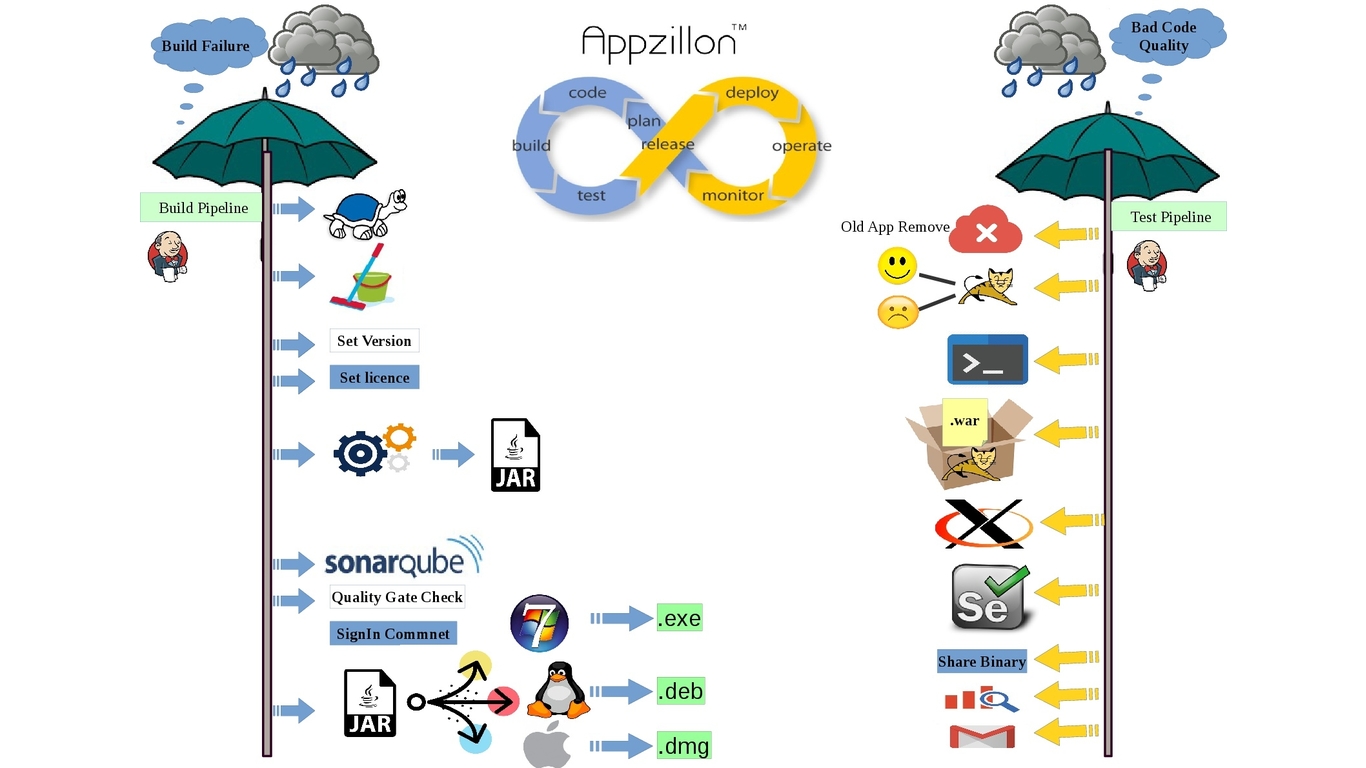 Build Failure
Appzillon™
Bad Code
Quality
code
plan
build
release
test
deploy
operate
monitor
Build Pipeline
Set Version
Set licence
JAR
sonarqube
Quality Gate Check
SignIn Commnet
JAR
7
.exe
.deb
.dmg
Test Pipeline
Old App Remove
>_
.war
X
Se
Share Binary